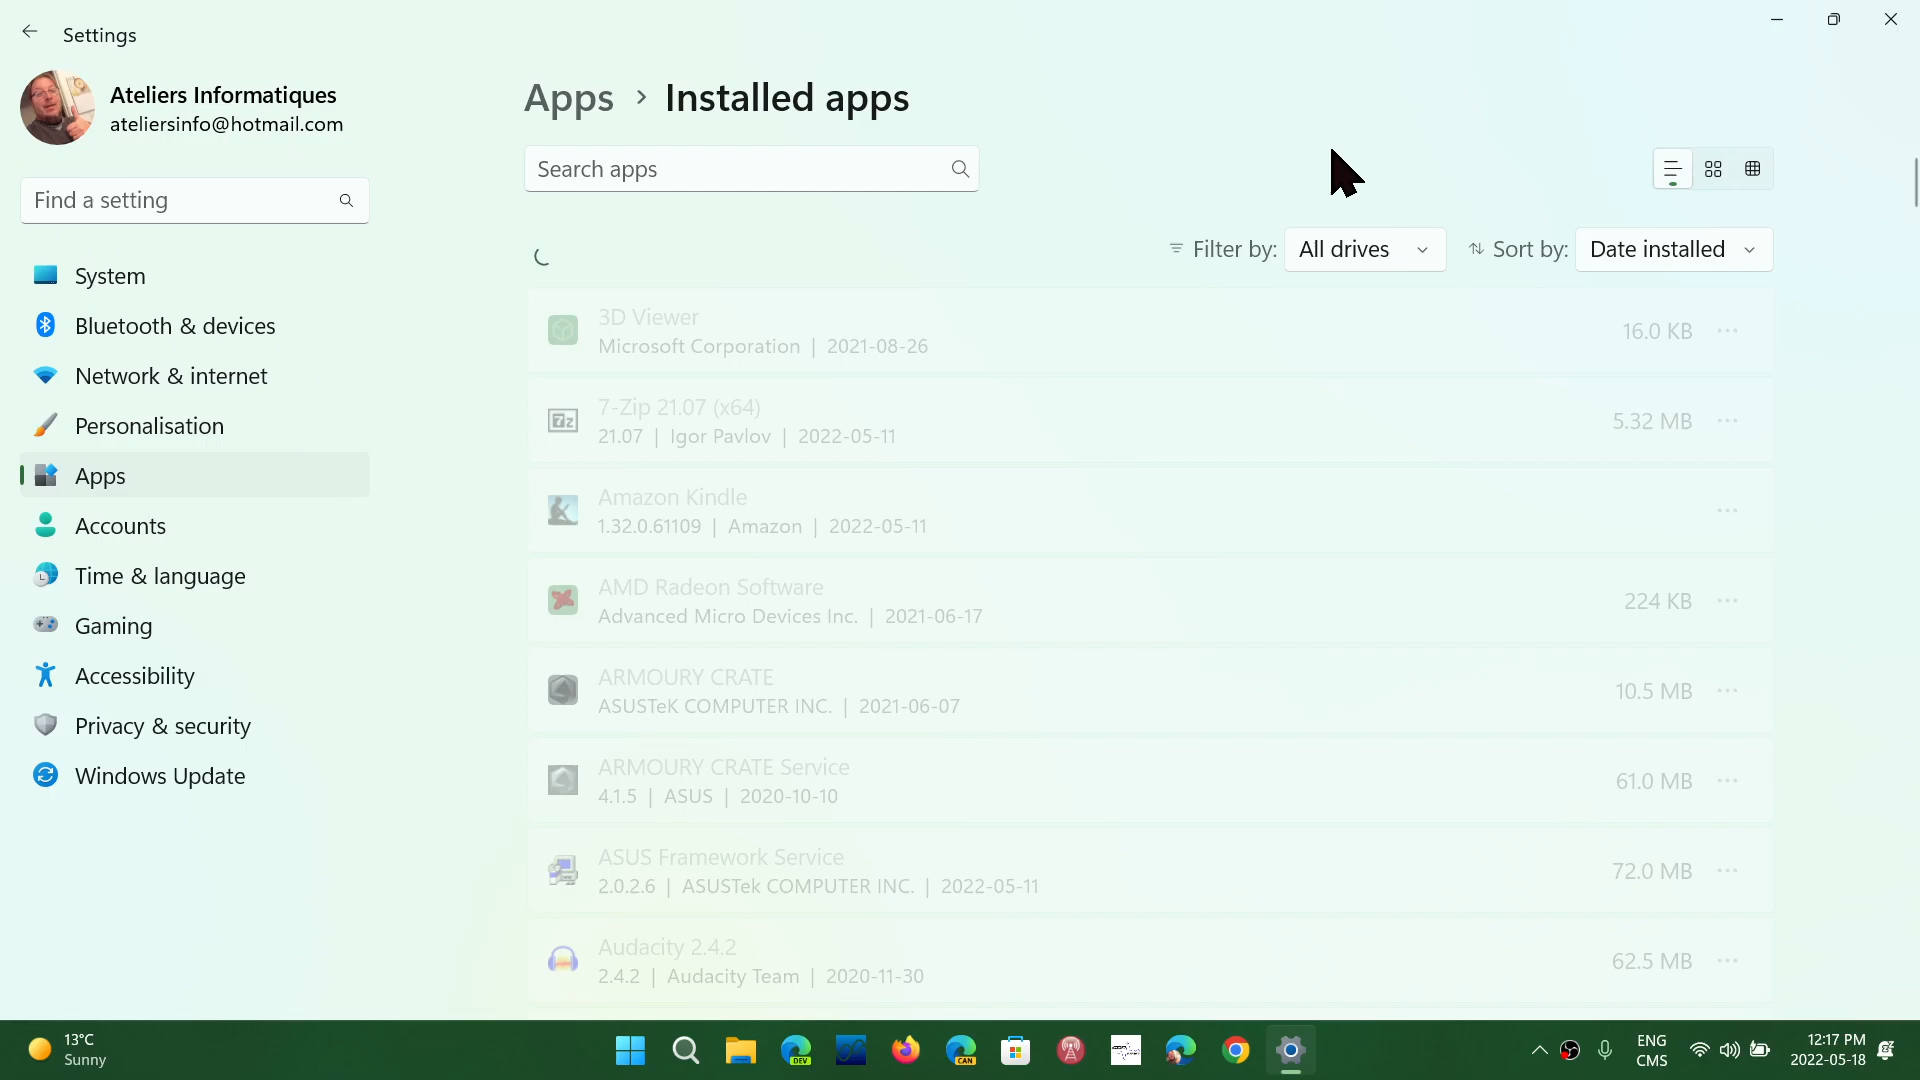 Settings
Ateliers Informatiques
ateliersinfo@hotmail.com
Find a setting
System
Bluetooth & devices
Network & internet
Personalisation
Apps
Accounts
Time & language
Gaming
Accessibility
Privacy & security
Windows Update
Apps > Installed apps
Search apps
Filter by: All drives
Sort by: Date installed
3D Viewer
Microsoft Corporation | 2021-08-26
16.0 KB
7-Zip 21.07 (x64)
21.07 | Igor Pavlov | 2022-05-11
5.32 MB
Amazon Kindle
1.32.0.61109 | Amazon | 2022-05-11
AMD Radeon Software
Advanced Micro Devices Inc. | 2021-06-17
224 KB
ARMOURY CRATE
ASUSTeK COMPUTER INC. | 2021-06-07
10.5 MB
ARMOURY CRATE Service
4.1.5 | ASUS | 2020-10-10
61.0 MB
ASUS Framework Service
2.0.2.6 | ASUSTek COMPUTER INC. | 2022-05-11
72.0 MB
Audacity 2.4.2
2.4.2 | Audacity Team | 2020-11-30
62.5 MB
13°C
Sunny
DEV
CAN
ENG
CMS
12:17 PM
2022-05-18